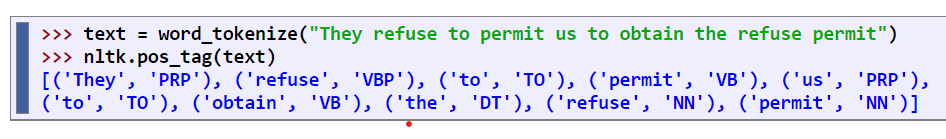 >>> text = word_tokenize("They refuse to permit us to obtain the refuse permit")
>>> nltk.pos_tag(text)
[('They', 'PRP'), ('refuse', 'VBP'), ('to', 'TO'), ('permit', 'VB'), ('us', 'PRP'),
('to', 'TO'), ('obtain', 'VB'), ('the', 'DT'), ('refuse', 'NN'), ('permit', 'NN')]